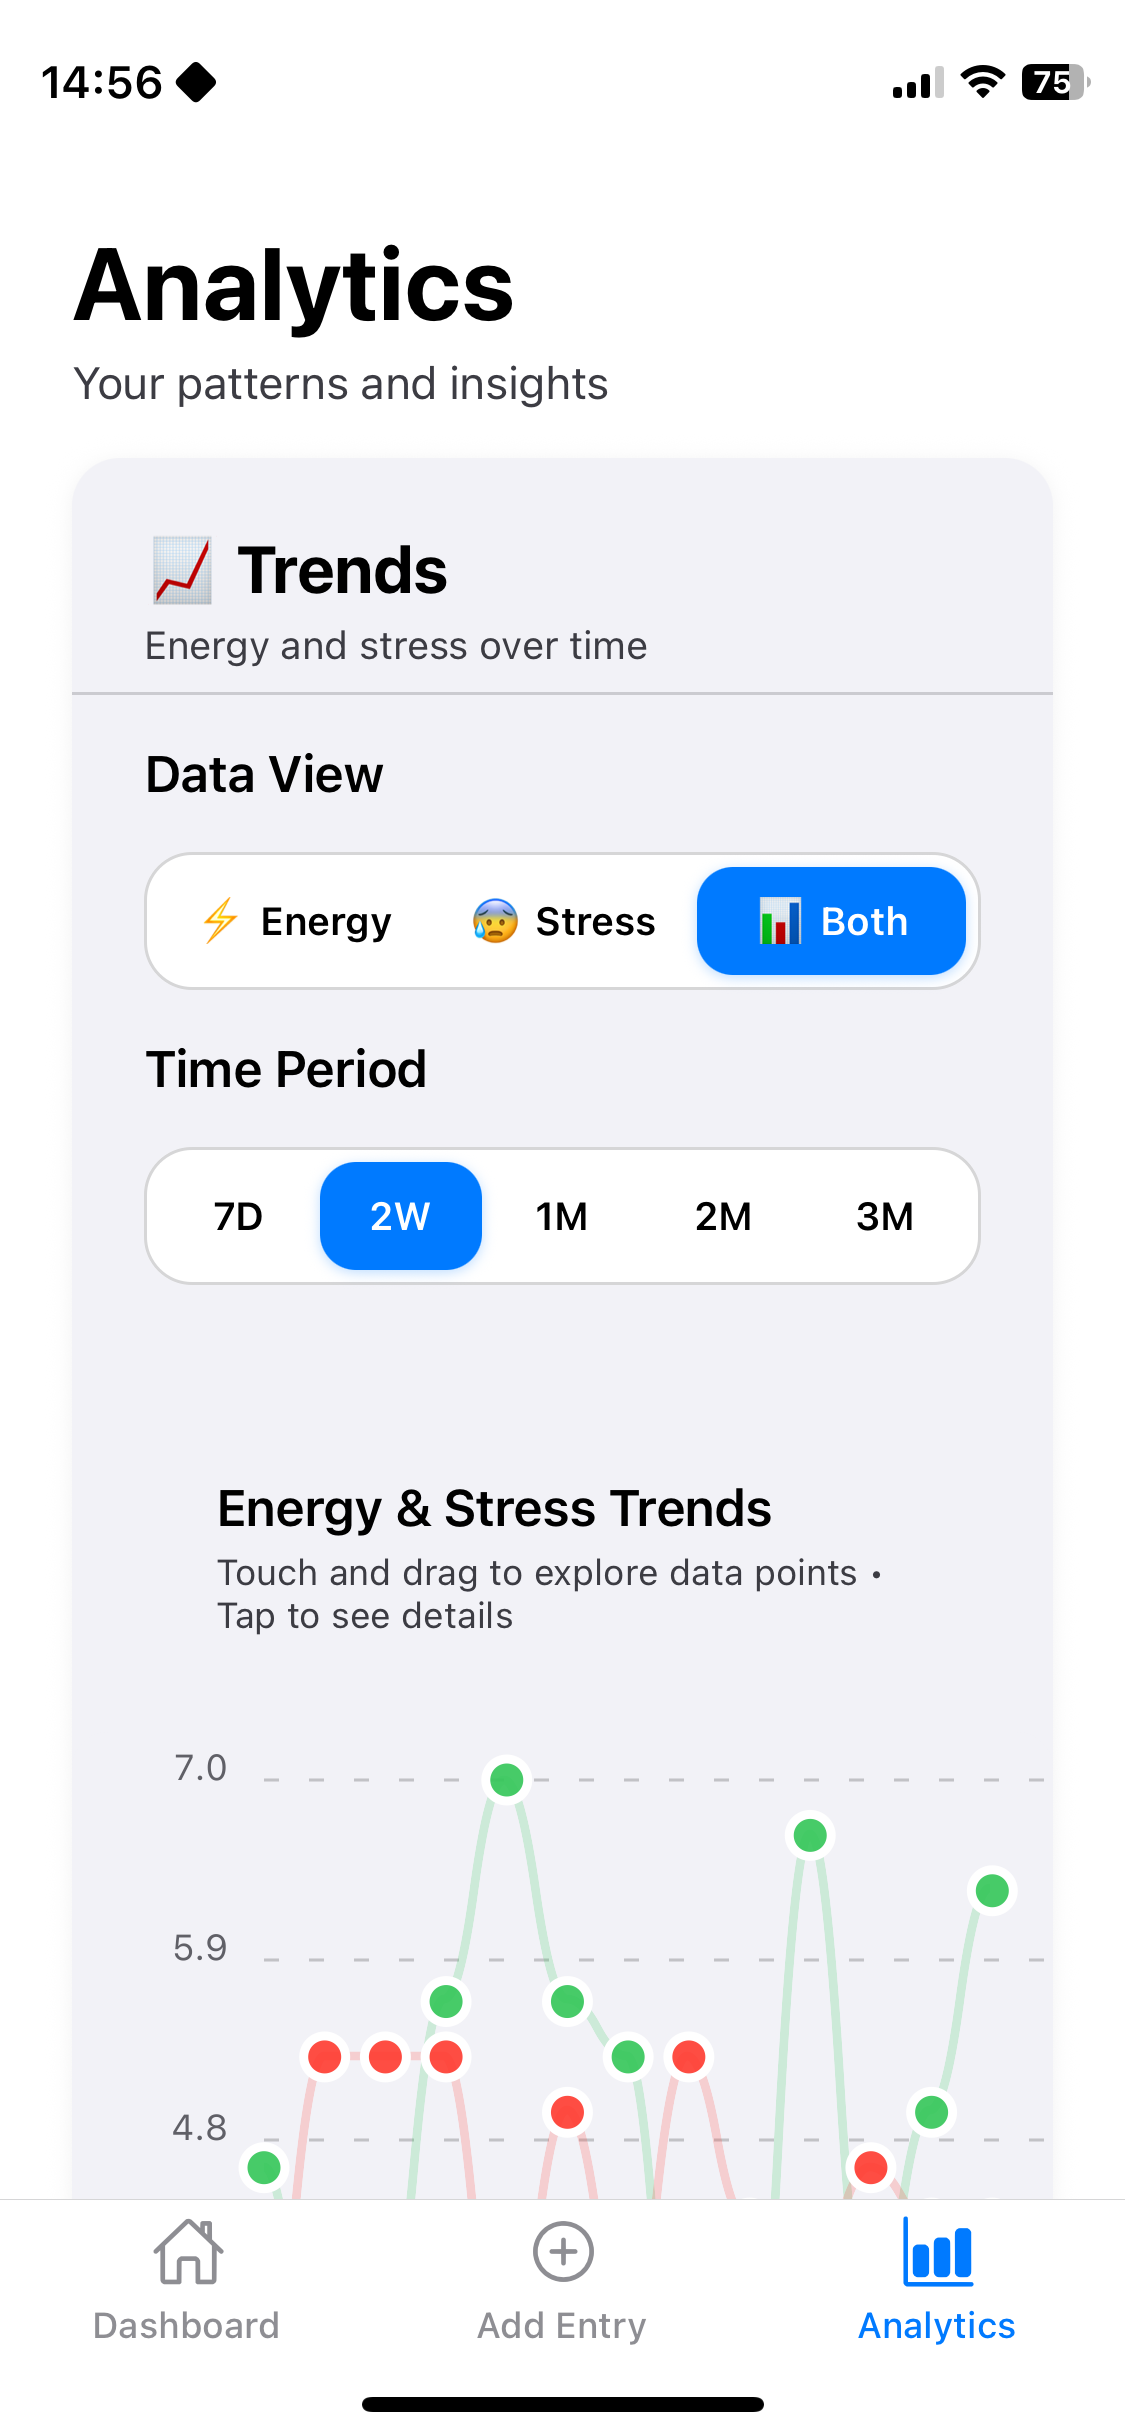 14:56
75
Analytics
Your patterns and insights
Trends
Energy and stress over time
Data View
Energy
Stress
Both
Time Period
7D
2W
1M
2M
3M
Energy & Stress Trends
Touch and drag to explore data points •
Tap to see details
7.0
5.9
4.8
Dashboard
Add Entry
Analytics